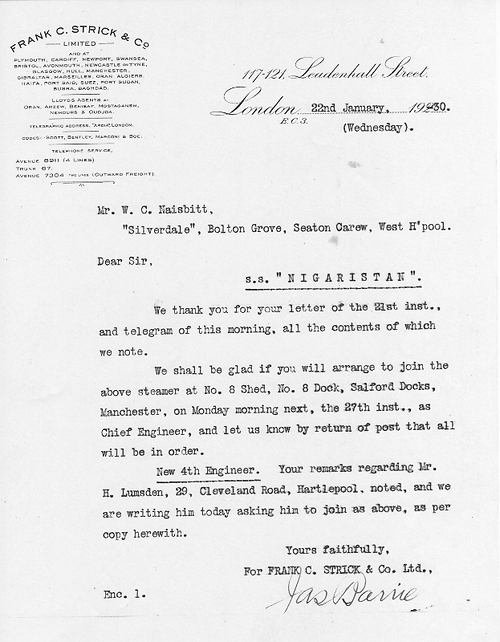 FRANK C. STRICK & Co
LIMITED
AND AT
PLYMOUTH, CARDIFF, NEWPORT, SWANSEA,
BRISTOL, AVONMOUTH, NEWCASTLE ON TYNE,
GLASGOW, HULL, MANCHESTER,
GIBRALTAR, MARSEILLES, ORAN, ALGIERS,
HAIFA, PORT SAID, SUEZ, PORT SUDAN,
BUSRA, BAGHDAD.
LLOYDS AGENTS AT
ORAN, ARZEW, BENISAF, MOSTAGANEM,
NEMOURS & OUDJDA.
TELEGRAPHIC ADDRESS, LONDON.
CODES:-SCOTT, BENTLEY, MARCONI & BOE.
TELEPHONE SERVICE,
AVENUE 8211 (4 LINES)
TRUNK 67.
AVENUE 7304 (OUTWARD FREIGHT)
117-121, Leadenhall Street,
London 22nd January, 1930.
E.C.3.
(Wednesday).
Mr. W. C. Naisbitt,
"Silverdale", Bolton Grove, Seaton Carew, West H'pool.
Dear Sir,
s.s. "NIGARISTAN".
We thank you for your letter of the 21st inst.,
and telegram of this morning, all the contents of which
we note.
We shall be glad if you will arrange to join the
above steamer at No. 8 Shed, No. 8 Dock, Salford Docks,
Manchester, on Monday morning next, the 27th inst., as
Chief Engineer, and let us know by return of post that all
will be in order.
New 4th Engineer. Your remarks regarding Mr.
H. Lumsden, 29, Cleveland Road, Hartlepool, noted, and we
are writing him today asking him to join as above, as per
copy herewith.
Yours faithfully,
For FRANK C. STRICK & Co. Ltd.,
Jas Barrie
Enc. 1.